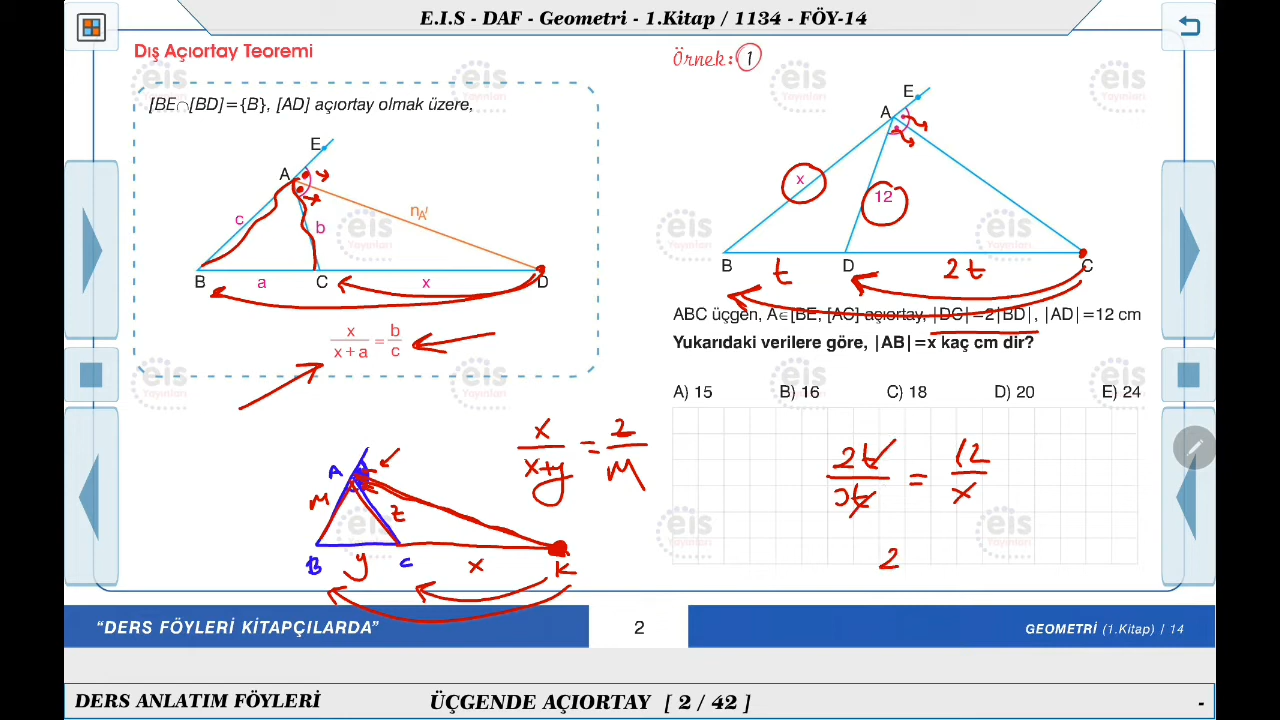 E.I.S - DAF - Geometri - 1.Kitap / 1134 - FÖY-14
Dış Açıortay Teoremi
[BE∩[BD]={B}, [AD] açıortay olmak üzere,
E
A
c
b
nA'
B
a
C
x
D
x / x+a = b / c
A
M
z
B
y
C
x
K
x / x+y = z / M
Örnek: 1
E
A
x
12
B
t
D
2t
C
ABC üçgen, A∈[BE, [AC] açıortay, |DC|=2|BD|, |AD|=12 cm
Yukarıdaki verilere göre, |AB|=x kaç cm dir?
A) 15 B) 16 C) 18 D) 20 E) 24
2t / 3t = 12 / x
2
eis Yayınları
"DERS FÖYLERİ KİTAPÇILARDA"
2
GEOMETRİ (1.Kitap) / 14
DERS ANLATIM FÖYLERİ
ÜÇGENDE AÇIORTAY [ 2 / 42 ]
-